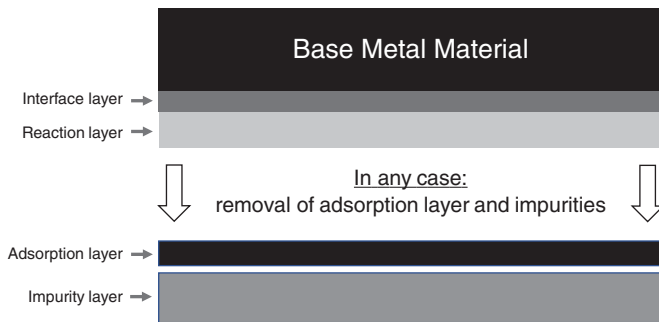 Base Metal Material
Interface layer
Reaction layer
In any case:
removal of adsorption layer and impurities
Adsorption layer
Impurity layer